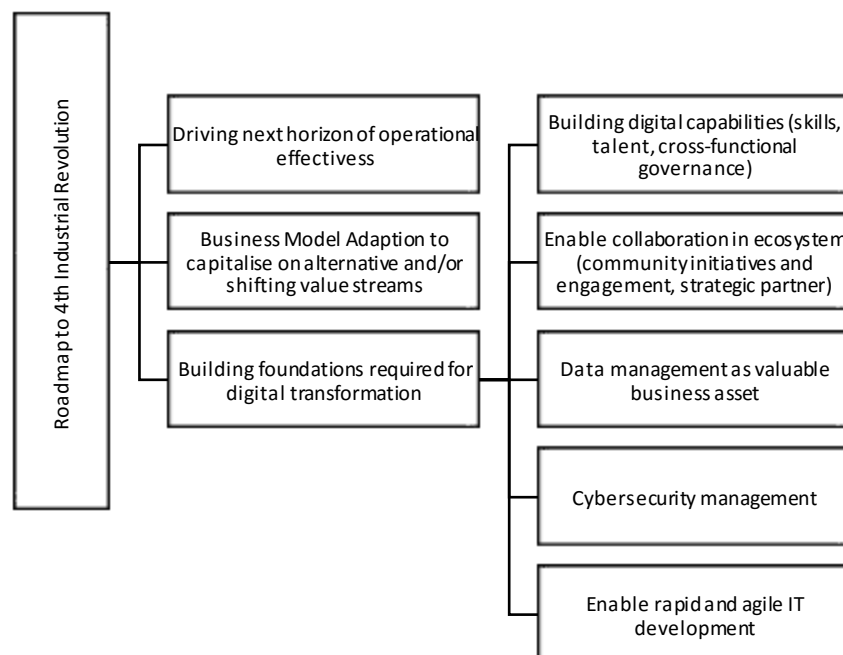 Roadmap to 4th Industrial Revolution
Driving next horizon of operational
effectivess
Business Model Adaption to
capitalise on alternative and/or
shifting value streams
Building foundations required for
digital transformation
Building digital capabilities (skills,
talent, cross-functional
governance)
Enable collaboration in ecosystem
(community initiatives and
engagement, strategic partner)
Data management as valuable
business asset
Cybersecurity management
Enable rapid and agile IT
development